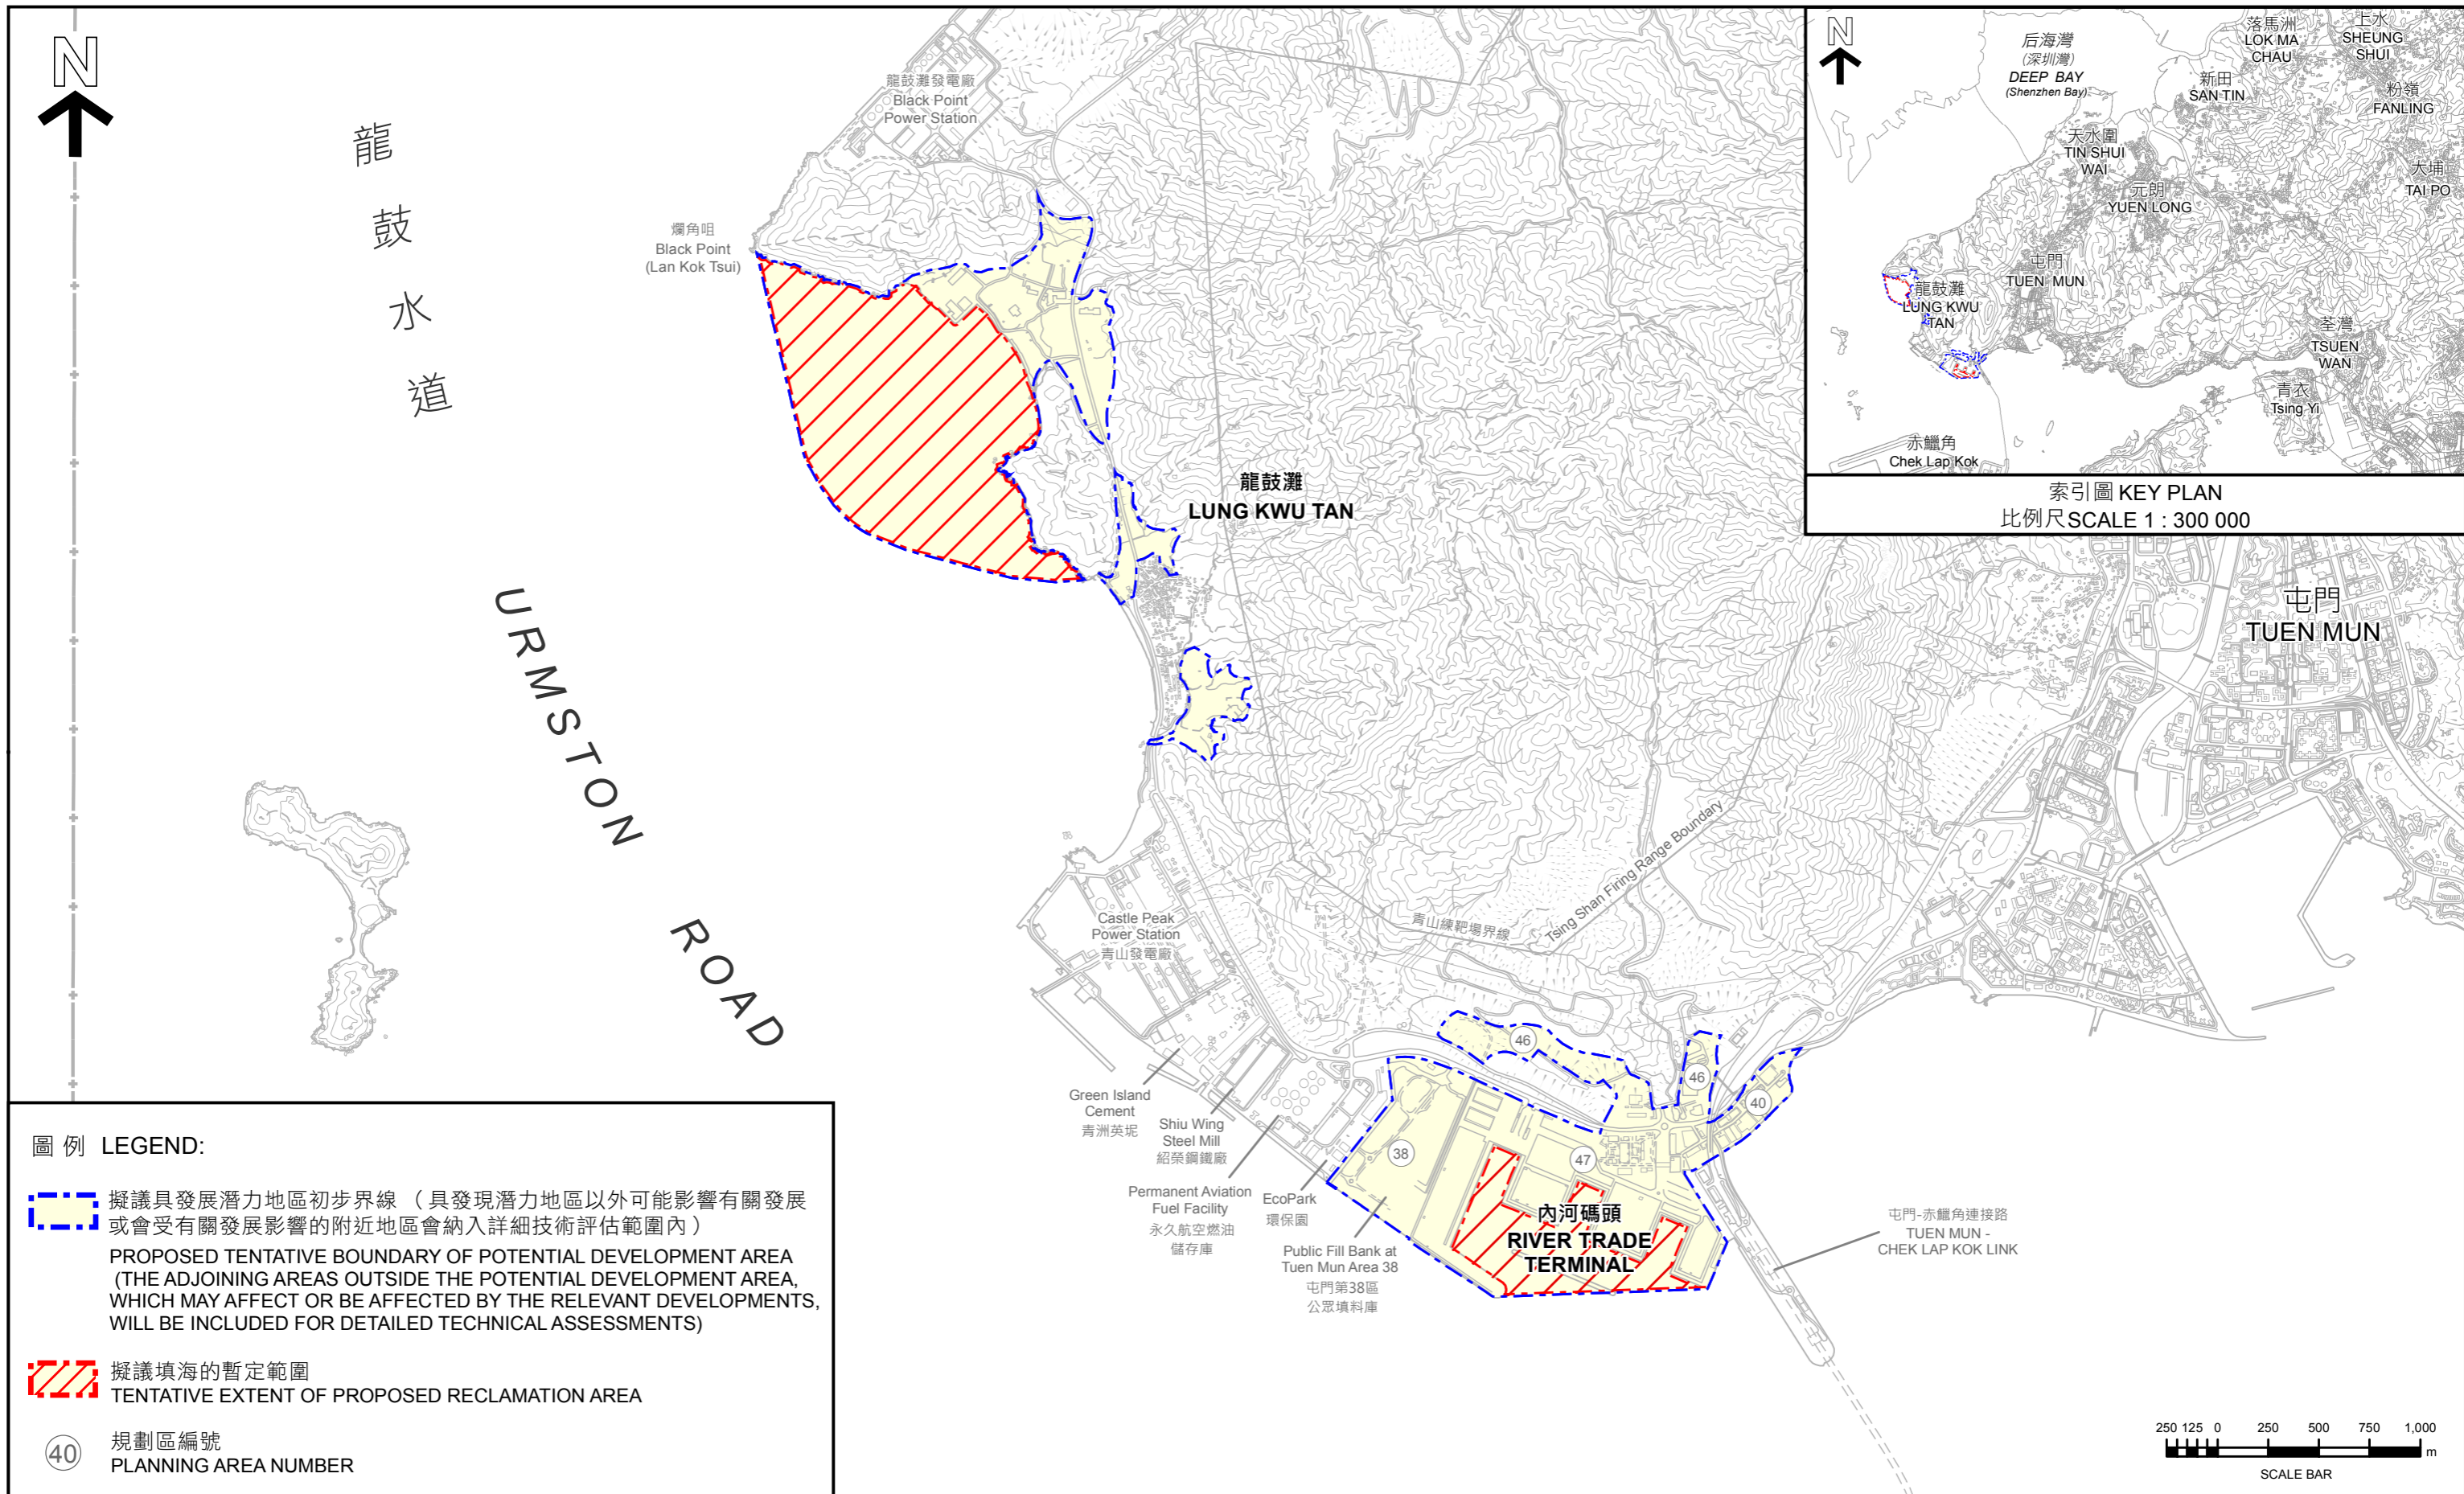 N
龍
鼓
水
道
URMSTON
ROAD
龍鼓灘發電廠
Black Point
Power Station
爛角咀
Black Point
(Lan Kok Tsui)
龍鼓灘
LUNG KWU TAN
屯門
TUEN MUN
青山練靶場界線
Tsing Shan Firing Range Boundary
Castle Peak
Power Station
青山發電廠
Green Island
Cement
青洲英坭
Shiu Wing
Steel Mill
紹榮鋼鐵廠
Permanent Aviation
Fuel Facility
永久航空燃油
儲存庫
EcoPark
環保園
Public Fill Bank at
Tuen Mun Area 38
屯門第38區
公眾填料庫
46
46
40
38
47
內河碼頭
RIVER TRADE
TERMINAL
屯門-赤鱲角連接路
TUEN MUN -
CHEK LAP KOK LINK
N
后海灣
(深圳灣)
DEEP BAY
(Shenzhen Bay)
落馬洲
LOK MA
CHAU
上水
SHEUNG
SHUI
新田
SAN TIN
粉嶺
FANLING
天水圍
TIN SHUI
WAI
元朗
YUEN LONG
大埔
TAI PO
屯門
TUEN MUN
龍鼓灘
LUNG KWU
TAN
荃灣
TSUEN
WAN
青衣
Tsing Yi
赤鱲角
Chek Lap Kok
索引圖 KEY PLAN
比例尺 SCALE 1 : 300 000
圖 例 LEGEND:
擬議具發展潛力地區初步界線 （具發現潛力地區以外可能影響有關發展
或會受有關發展影響的附近地區會納入詳細技術評估範圍內）
PROPOSED TENTATIVE BOUNDARY OF POTENTIAL DEVELOPMENT AREA
(THE ADJOINING AREAS OUTSIDE THE POTENTIAL DEVELOPMENT AREA,
WHICH MAY AFFECT OR BE AFFECTED BY THE RELEVANT DEVELOPMENTS,
WILL BE INCLUDED FOR DETAILED TECHNICAL ASSESSMENTS)
擬議填海的暫定範圍
TENTATIVE EXTENT OF PROPOSED RECLAMATION AREA
40
規劃區編號
PLANNING AREA NUMBER
250 125 0 250 500 750 1,000
m
SCALE BAR